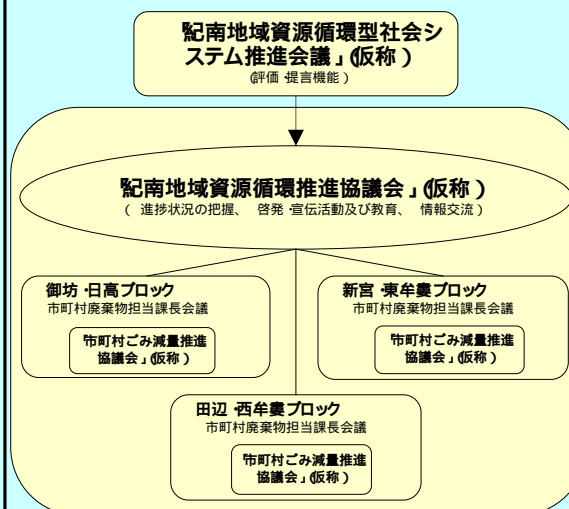 「紀南地域資源循環型社会シ
ステム推進会議」(仮称)
(評価・提言機能)
「紀南地域資源循環推進協議会」(仮称)
( 進捗状況の把握、 啓発・宣伝活動及び教育、 情報交流)
御坊・日高ブロック
市町村廃棄物担当課長会議
「市町村ごみ減量推進
協議会」(仮称)
新宮・東牟婁ブロック
市町村廃棄物担当課長会議
「市町村ごみ減量推進
協議会」(仮称)
田辺・西牟婁ブロック
市町村廃棄物担当課長会議
「市町村ごみ減量推進
協議会」(仮称)